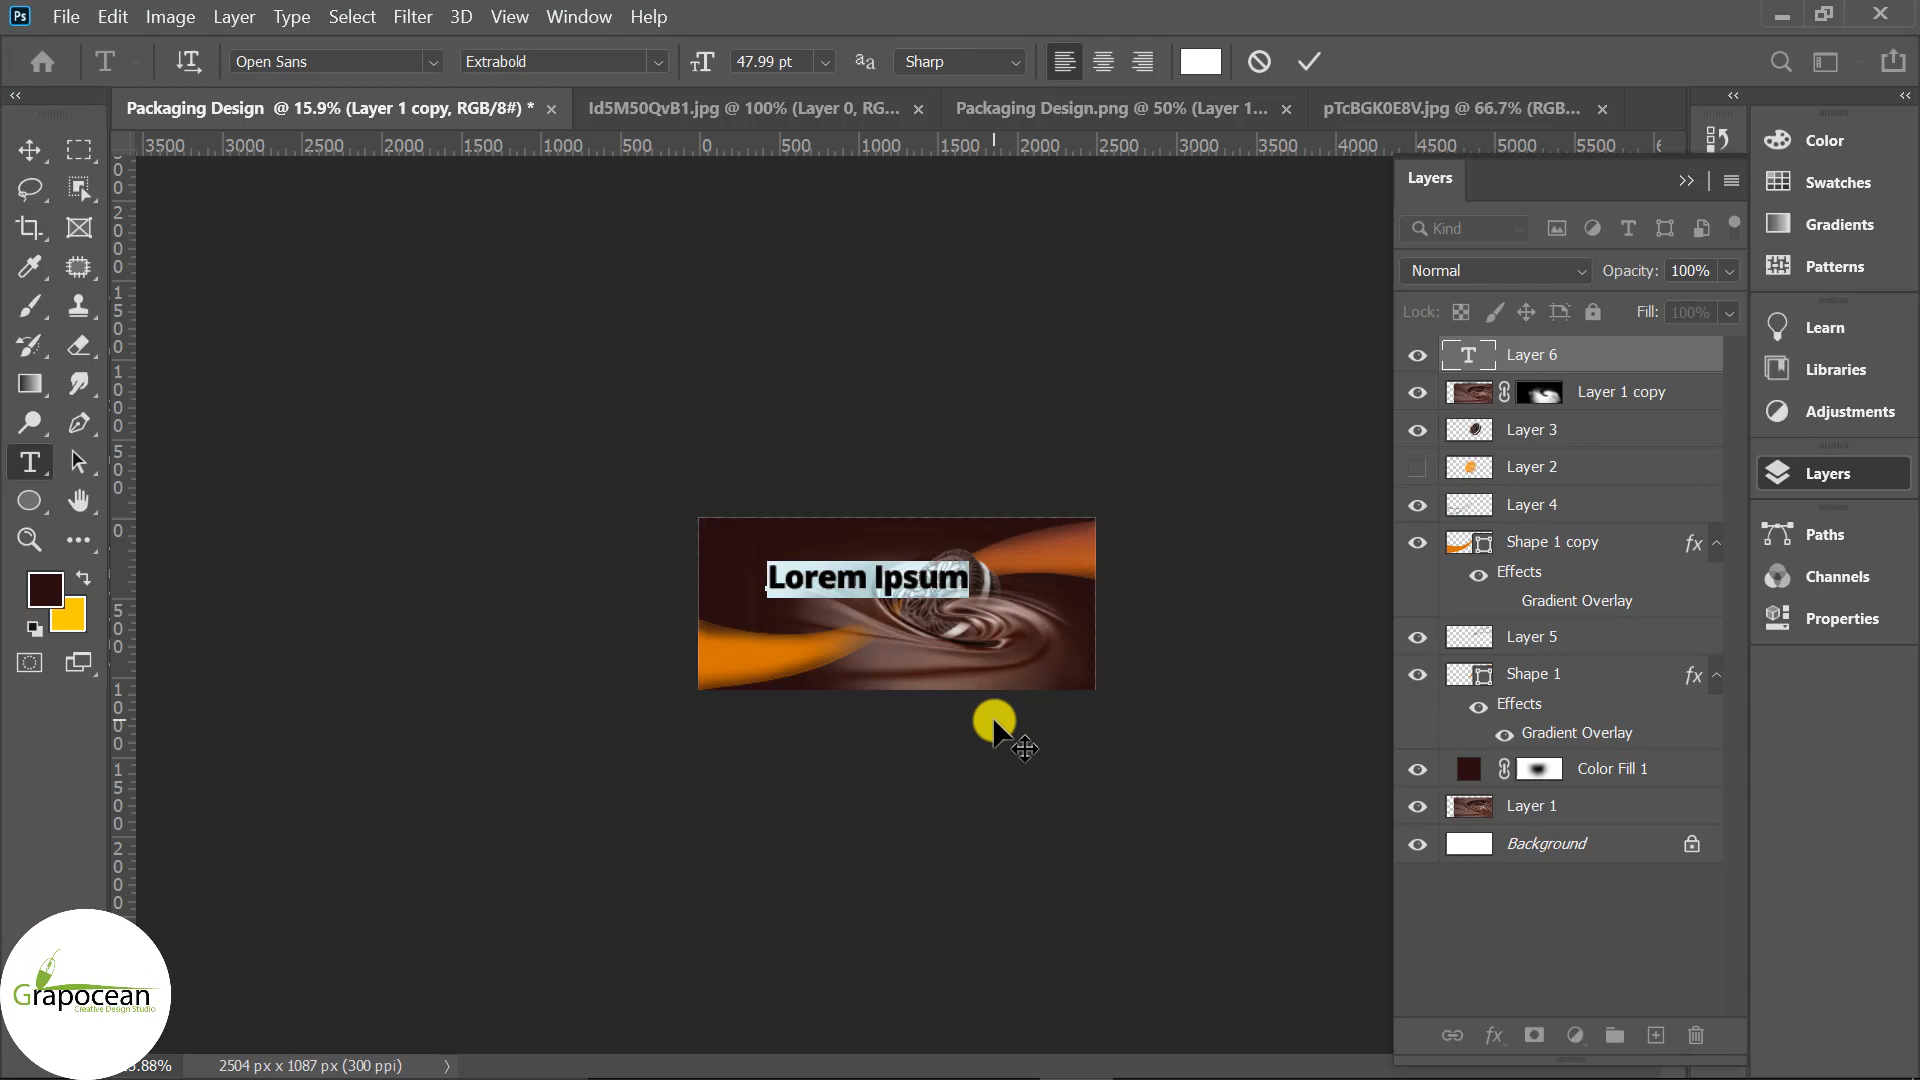 Ps File Edit Image Layer Type Select Filter 3D View Window Help
T Open Sans Extrabold 47.99 pt aa Sharp
Packaging Design @ 15.9% (Layer 1 copy, RGB/8#) * Id5M50QvB1.jpg @ 100% (Layer 0, RG... Packaging Design.png @ 50% (Layer 1... pTcBGK0E8V.jpg @ 66.7% (RGB...
3500 3000 2500 2000 1500 1000 500 0 500 1000 1500 2000 2500 3000 3500 4000 4500 5000 5500
Layers
Kind
Normal Opacity: 100%
Lock: Fill: 100%
Layer 6
Layer 1 copy
Layer 3
Layer 2
Layer 4
Shape 1 copy fx
Effects
Gradient Overlay
Layer 5
Shape 1 fx
Effects
Gradient Overlay
Color Fill 1
Layer 1
Background
Color
Swatches
Gradients
Patterns
Learn
Libraries
Adjustments
Layers
Paths
Channels
Properties
Lorem Ipsum
Grapocean
Creative Design Studio
.88% 2504 px x 1087 px (300 ppi)